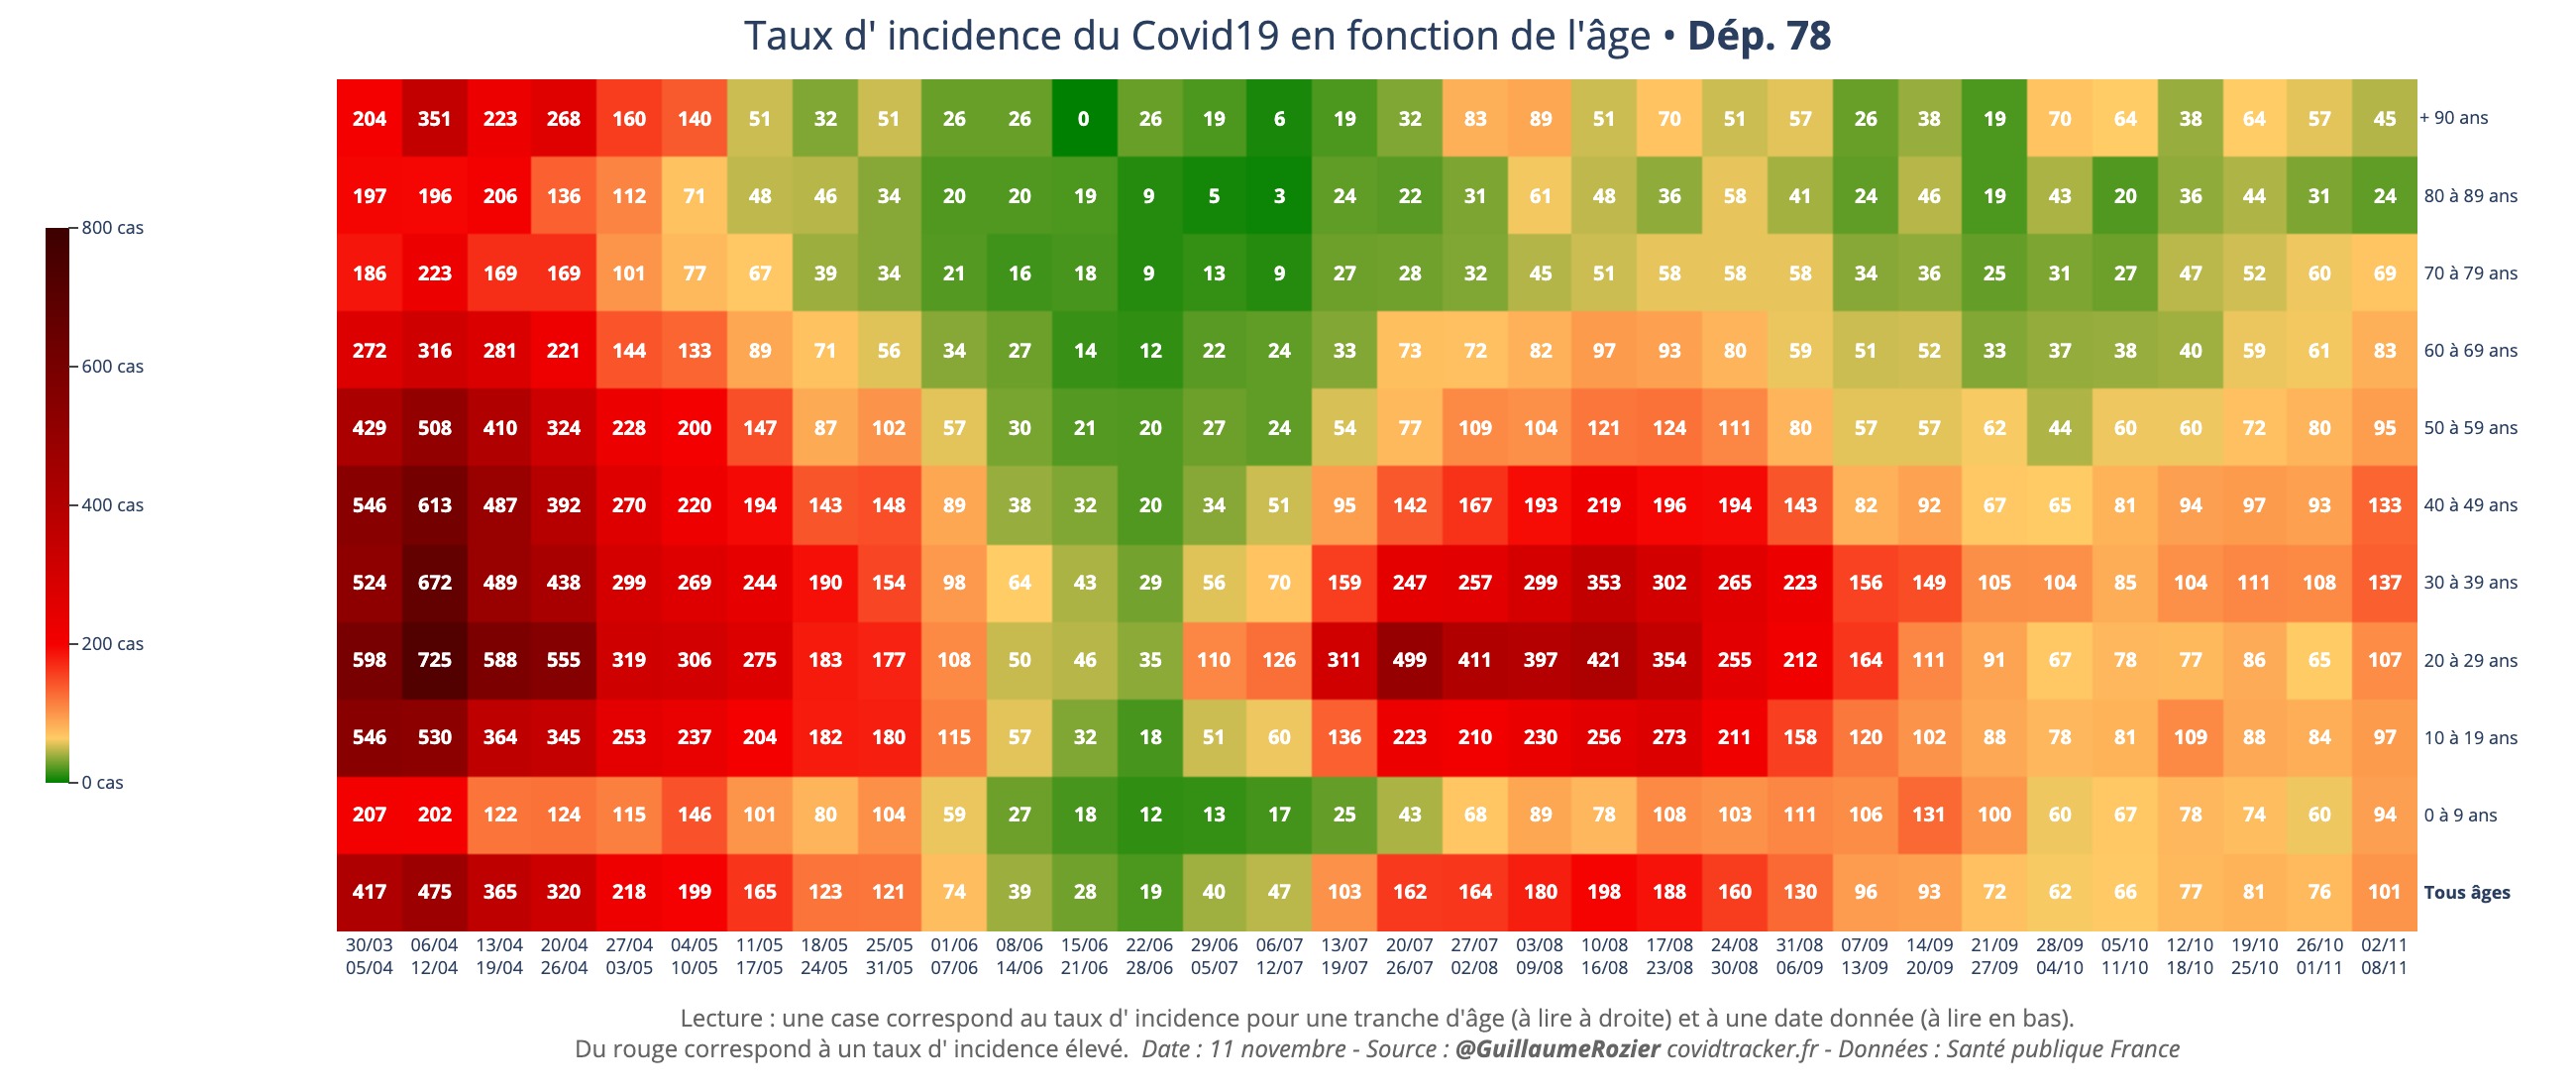 Taux d' incidence du Covid19 en fonction de l'âge • Dép. 78
800 cas
600 cas
400 cas
200 cas
0 cas
204 351 223 268 160 140 51 32 51 26 26 0 26 19 6 19 32 83 89 51 70 51 57 26 38 19 70 64 38 64 57 45 + 90 ans
197 196 206 136 112 71 48 46 34 20 20 19 9 5 3 24 22 31 61 48 36 58 41 24 46 19 43 20 36 44 31 24 80 à 89 ans
186 223 169 169 101 77 67 39 34 21 16 18 9 13 9 27 28 32 45 51 58 58 58 34 36 25 31 27 47 52 60 69 70 à 79 ans
272 316 281 221 144 133 89 71 56 34 27 14 12 22 24 33 73 72 82 97 93 80 59 51 52 33 37 38 40 59 61 83 60 à 69 ans
429 508 410 324 228 200 147 87 102 57 30 21 20 27 24 54 77 109 104 121 124 111 80 57 57 62 44 60 60 72 80 95 50 à 59 ans
546 613 487 392 270 220 194 143 148 89 38 32 20 34 51 95 142 167 193 219 196 194 143 82 92 67 65 81 94 97 93 133 40 à 49 ans
524 672 489 438 299 269 244 190 154 98 64 43 29 56 70 159 247 257 299 353 302 265 223 156 149 105 104 85 104 111 108 137 30 à 39 ans
598 725 588 555 319 306 275 183 177 108 50 46 35 110 126 311 499 411 397 421 354 255 212 164 111 91 67 78 77 86 65 107 20 à 29 ans
546 530 364 345 253 237 204 182 180 115 57 32 18 51 60 136 223 210 230 256 273 211 158 120 102 88 78 81 109 88 84 97 10 à 19 ans
207 202 122 124 115 146 101 80 104 59 27 18 12 13 17 25 43 68 89 78 108 103 111 106 131 100 60 67 78 74 60 94 0 à 9 ans
417 475 365 320 218 199 165 123 121 74 39 28 19 40 47 103 162 164 180 198 188 160 130 96 93 72 62 66 77 81 76 101 Tous âges
30/03 06/04 13/04 20/04 27/04 04/05 11/05 18/05 25/05 01/06 08/06 15/06 22/06 29/06 06/07 13/07 20/07 27/07 03/08 10/08 17/08 24/08 31/08 07/09 14/09 21/09 28/09 05/10 12/10 19/10 26/10 02/11
05/04 12/04 19/04 26/04 03/05 10/05 17/05 24/05 31/05 07/06 14/06 21/06 28/06 05/07 12/07 19/07 26/07 02/08 09/08 16/08 23/08 30/08 06/09 13/09 20/09 27/09 04/10 11/10 18/10 25/10 01/11 08/11
Lecture : une case correspond au taux d' incidence pour une tranche d'âge (à lire à droite) et à une date donnée (à lire en bas).
Du rouge correspond à un taux d' incidence élevé. Date : 11 novembre - Source : @GuillaumeRozier covidtracker.fr - Données : Santé publique France